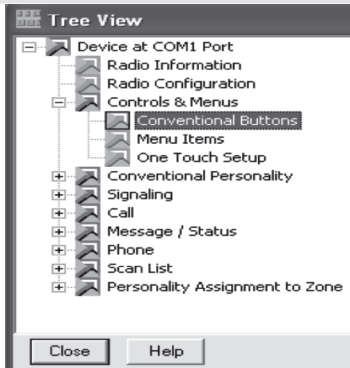 Tree View
Device at COM1 Port
Radio Information
Radio Configuration
Controls & Menus
Conventional Buttons
Menu Items
One Touch Setup
Conventional Personality
Signaling
Call
Message / Status
Phone
Scan List
Personality Assignment to Zone
Close Help